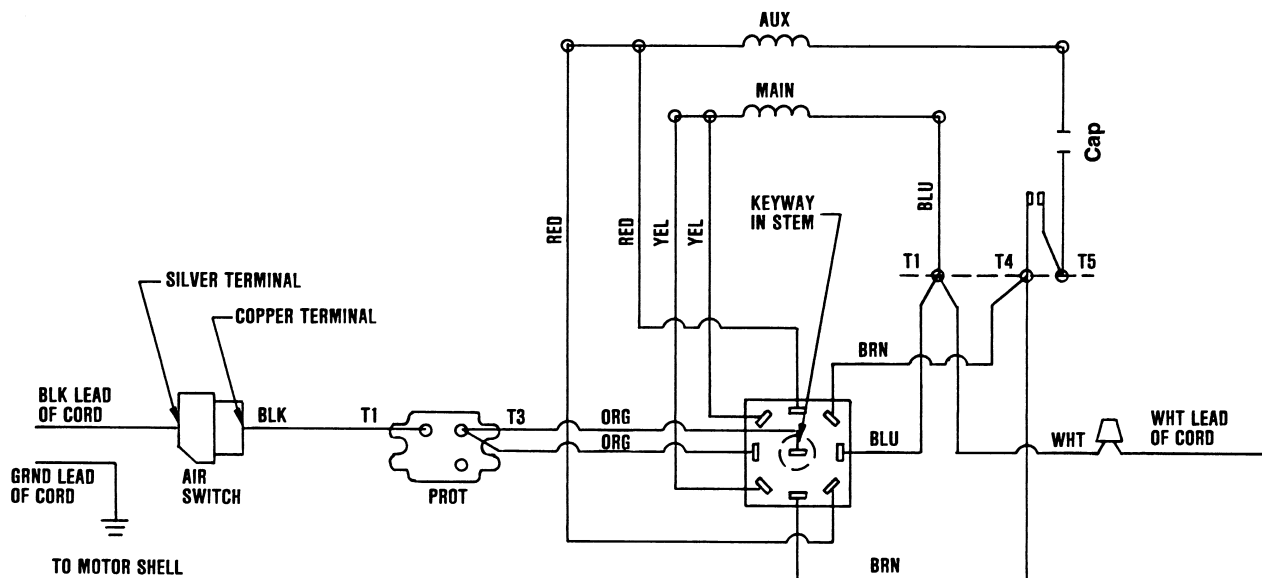 AUX
MAIN
Cap
RED
RED
YEL
YEL
BLU
KEYWAY
IN STEM
T1
T4
T5
SILVER TERMINAL
COPPER TERMINAL
BRN
BLK LEAD
OF CORD
BLK
T1
T3
ORG
ORG
BLU
WHT
WHT LEAD
OF CORD
GRND LEAD
OF CORD
AIR
SWITCH
PROT
TO MOTOR SHELL
BRN